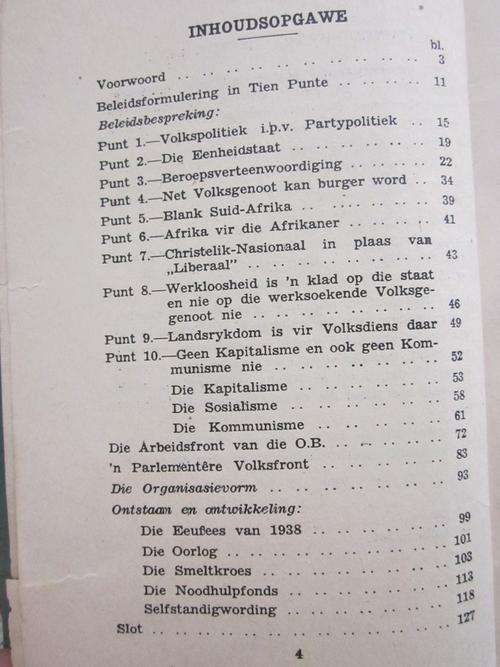 INHOUDSOPGAWE
bl.
Voorwood .. .. .. .. .. .. .. .. .. .. 3
Beleidsformulering in Tien Punte .. .. .. .. 11
Beleidsbespreking:
Punt 1.—Volkspolitiek i.p.v. Partypolitiek .. 15
Punt 2.—Die Eenheidstaat .. .. .. .. .. .. 19
Punt 3.—Beroepsverteenwoordiging .. .. .. 22
Punt 4.—Net Volksgenoot kan burger word .. 34
Punt 5.—Blank Suid-Afrika .. .. .. .. .. .. 39
Punt 6.—Afrika vir die Afrikaner .. .. .. .. 41
Punt 7.—Christelik-Nasionaal in plaas van
„Liberaal” .. .. .. .. .. .. .. .. 43
Punt 8.—Werkloosheid is 'n klad op die staat
en nie op die werksoekende Volksge-
genoot nie .. .. .. .. .. .. .. .. 46
Punt 9.—Landsrykdom is vir Volksdiens daar 49
Punt 10.—Geen Kapitalisme en ook geen Kom-
munisme nie .. .. .. .. .. .. .. 52
Die Kapitalisme .. .. .. .. .. .. 53
Die Sosialisme .. .. .. .. .. .. 58
Die Kommunisme .. .. .. .. .. 61
Die Arbeidsfront van die O.B. .. .. .. .. .. 72
'n Parlementêre Volksfront .. .. .. .. .. .. 83
Die Organisasievorm .. .. .. .. .. .. .. .. 93
Ontstaan en ontwikkeling:
Die Eeufees van 1938 .. .. .. .. .. .. 99
Die Oorlog .. .. .. .. .. .. .. .. .. 101
Die Smeltkroes .. .. .. .. .. .. .. .. 103
Die Noodhulpfonds .. .. .. .. .. .. .. 113
Selfstandigwording .. .. .. .. .. .. .. 118
Slot .. .. .. .. .. .. .. .. .. .. .. .. 127
4